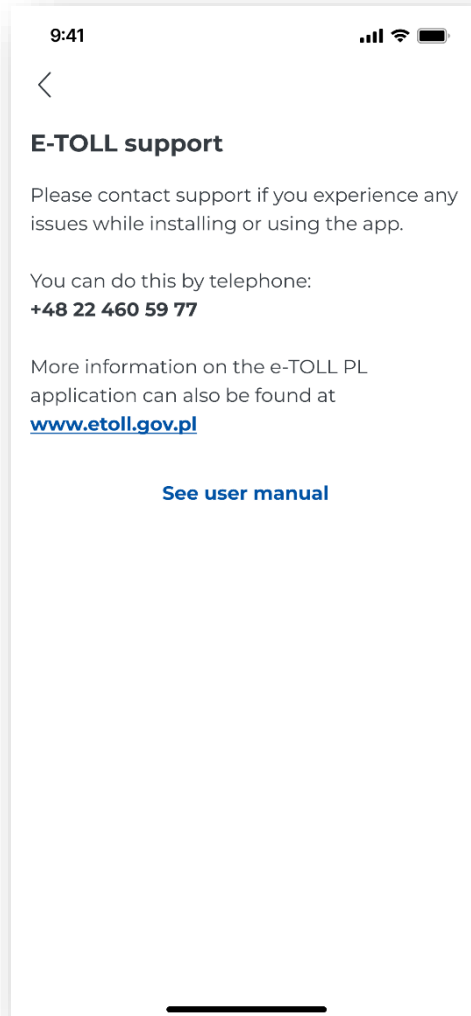 9:41
E-TOLL support
Please contact support if you experience any
issues while installing or using the app.
You can do this by telephone:
+48 22 460 59 77
More information on the e-TOLL PL
application can also be found at
www.etoll.gov.pl
See user manual